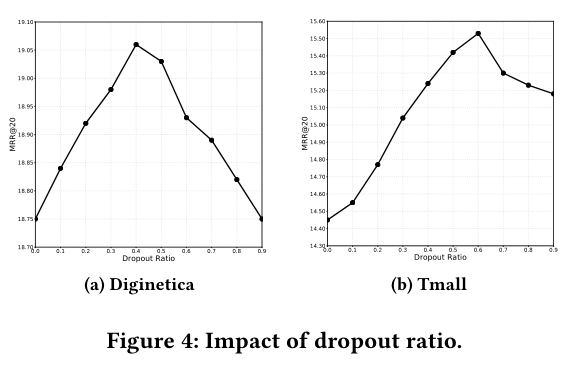 19.10
19.05
19.00
18.95
18.90
18.85
18.80
18.75
18.70
MRR@20
0.0 0.1 0.2 0.3 0.4 0.5 0.6 0.7 0.8 0.9
Dropout Ratio
(a) Diginetica
15.60
15.50
15.40
15.30
15.20
15.10
15.00
14.90
14.80
14.70
14.60
14.50
14.40
14.30
MRR@20
0.0 0.1 0.2 0.3 0.4 0.5 0.6 0.7 0.8 0.9
Dropout Ratio
(b) Tmall
Figure 4: Impact of dropout ratio.